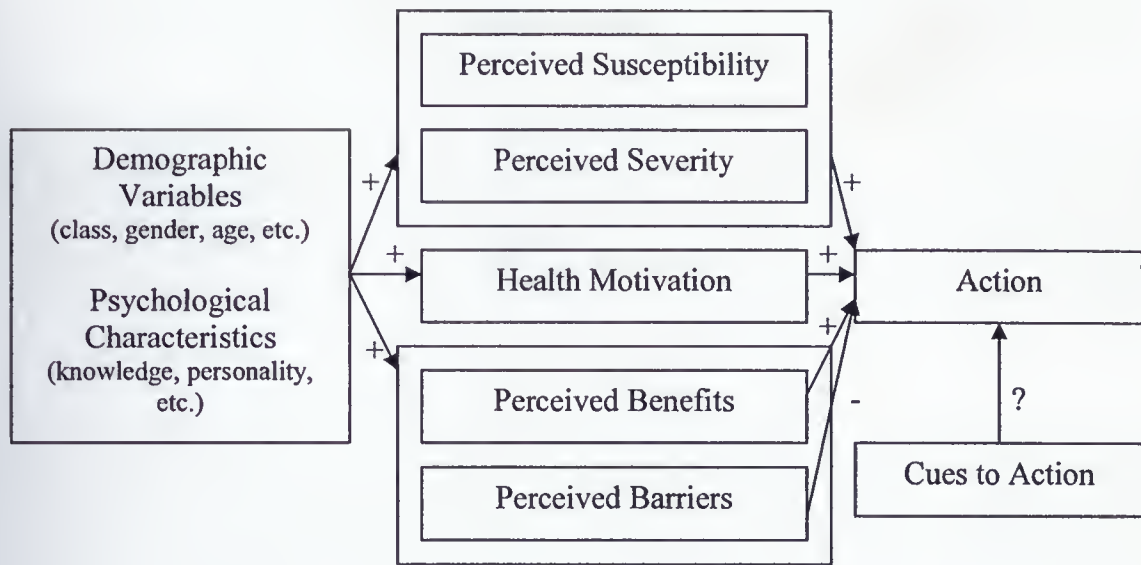 Demographic
Variables
(class, gender, age, etc.)
Psychological
Characteristics
(knowledge, personality,
etc.)
+
+
+
Perceived Susceptibility
Perceived Severity
Health Motivation
Perceived Benefits
Perceived Barriers
+
+
+
-
Action
?
Cues to Action